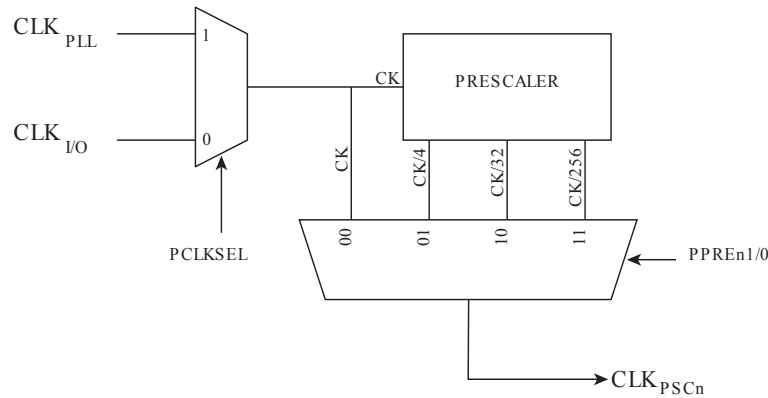 CLK PLL
1
CK
PRESCALER
CLK I/O
0
CK
CK/4
CK/32
CK/256
PCLKSEL
00
01
10
11
PPREn1/0
CLK PSCn